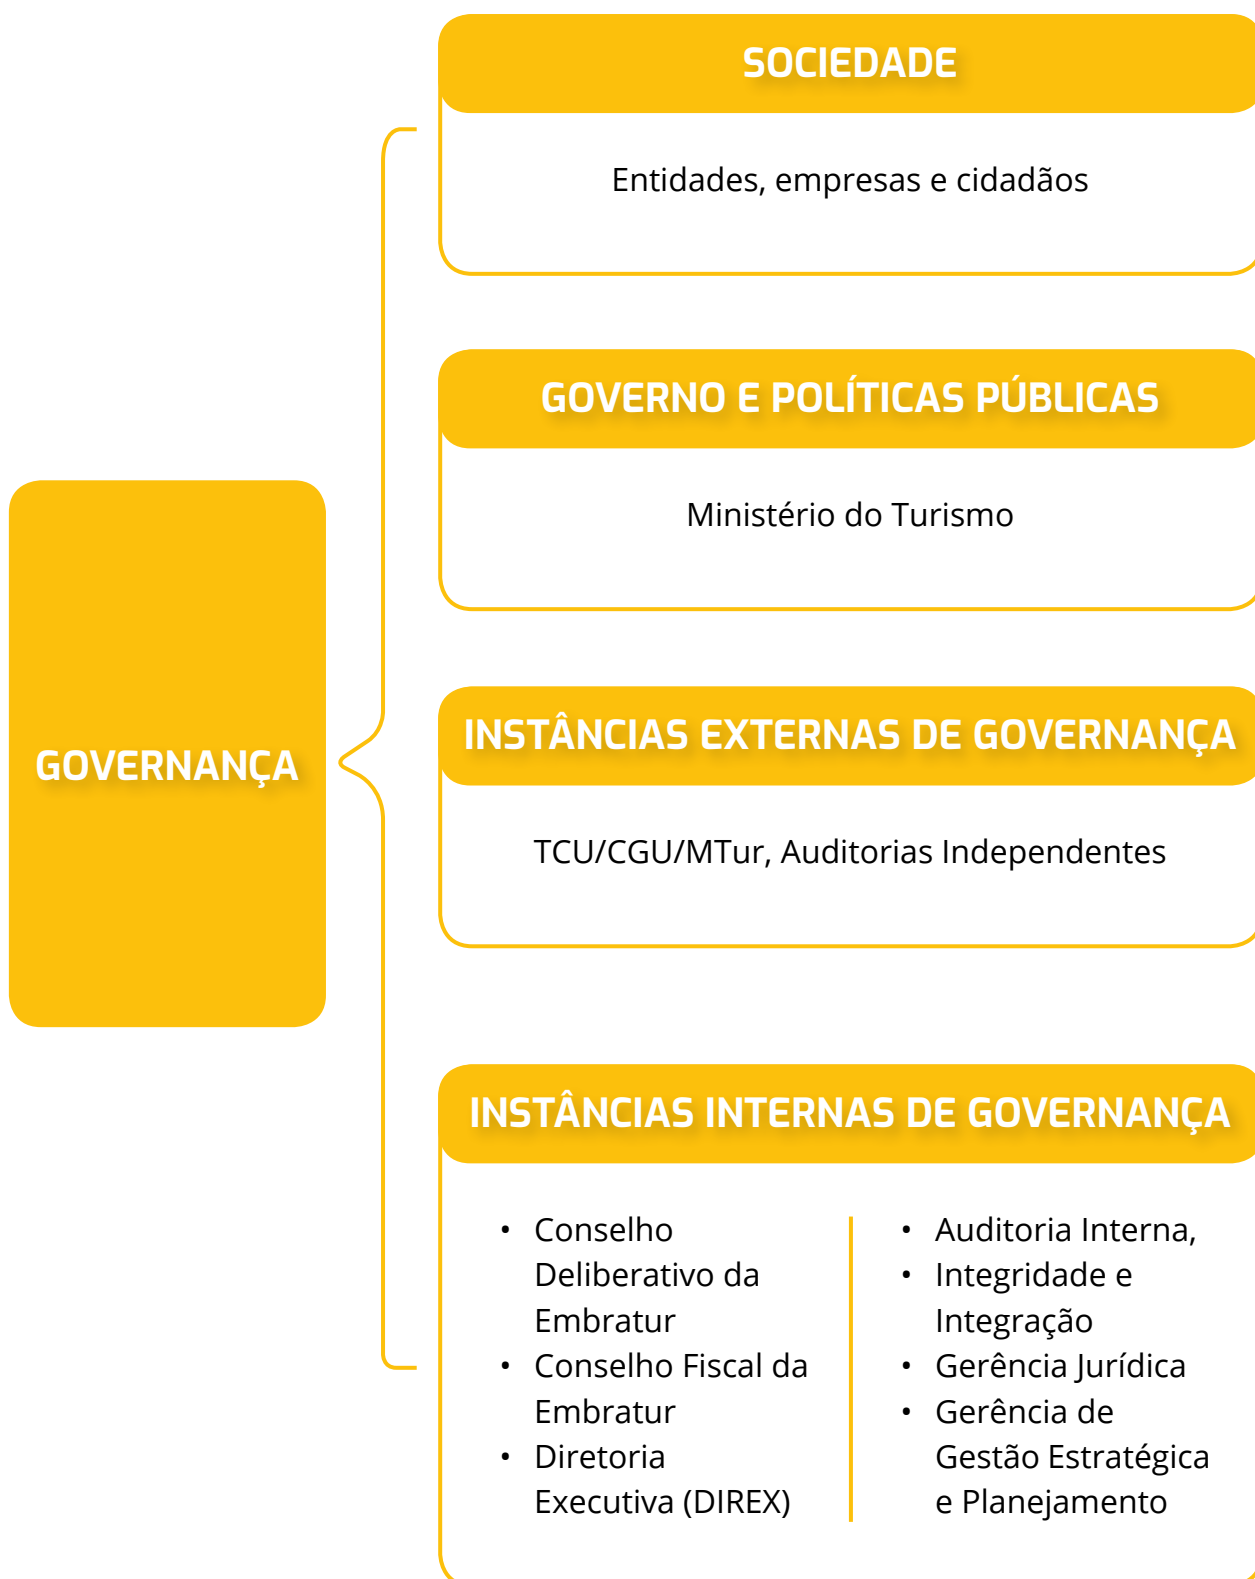 SOCIEDADE
Entidades, empresas e cidadãos
GOVERNO E POLÍTICAS PÚBLICAS
Ministério do Turismo
GOVERNANÇA
INSTÂNCIAS EXTERNAS DE GOVERNANÇA
TCU/CGU/MTur, Auditorias Independentes
INSTÂNCIAS INTERNAS DE GOVERNANÇA
• Conselho
Deliberativo da
Embratur
• Conselho Fiscal da
Embratur
• Diretoria
Executiva (DIREX)
• Auditoria Interna,
• Integridade e
Integração
• Gerência Jurídica
• Gerência de
Gestão Estratégica
e Planejamento